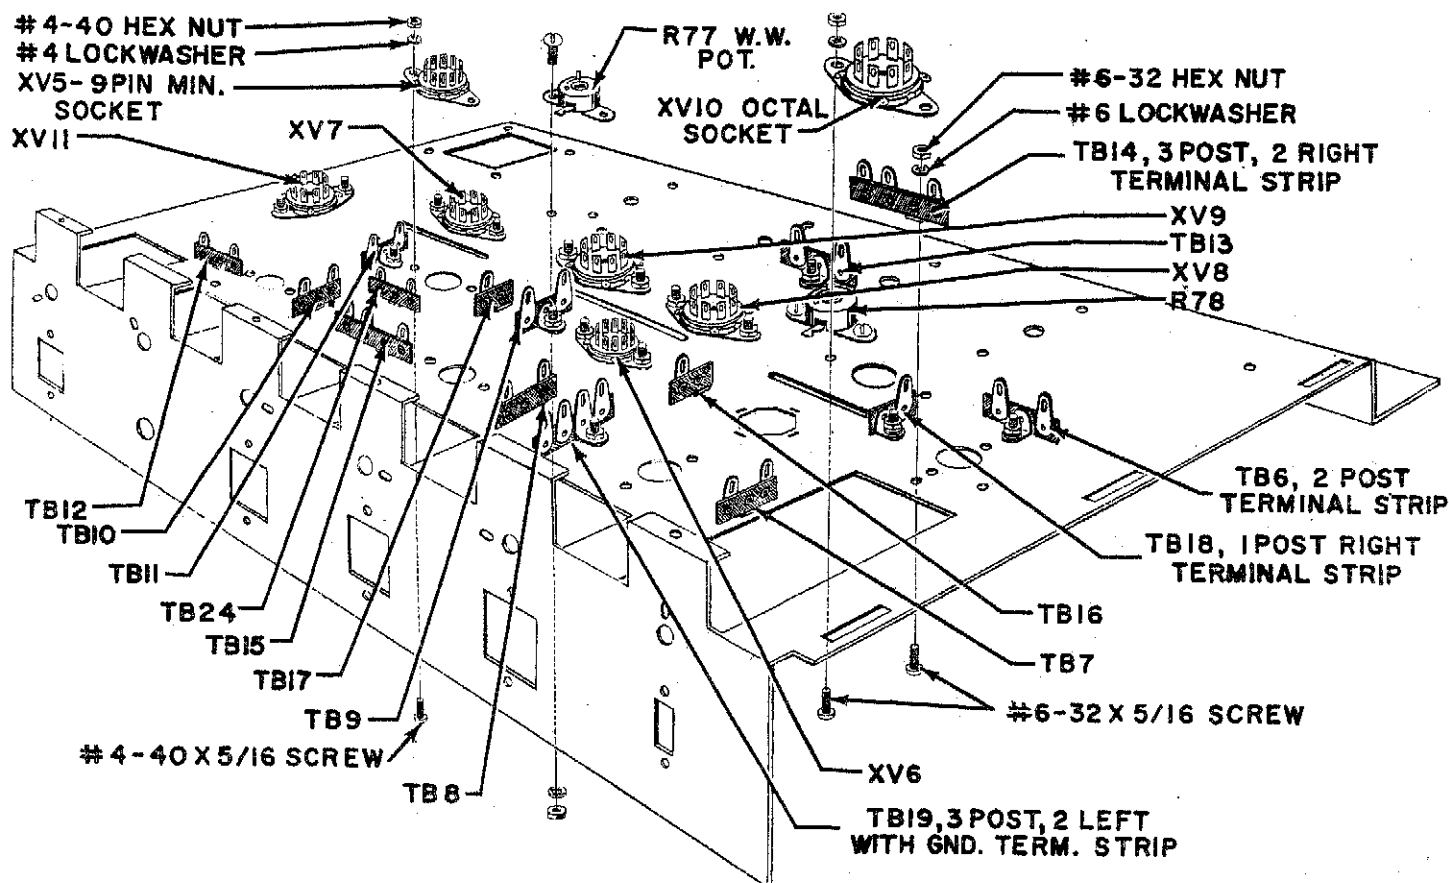 #4-40 HEX NUT
#4 LOCKWASHER
XV5-9PIN MIN.
SOCKET
XV11
XV7
R77 W.W.
POT.
XV10 OCTAL
SOCKET
#6-32 HEX NUT
#6 LOCKWASHER
TB14, 3 POST, 2 RIGHT
TERMINAL STRIP
XV9
TB13
XV8
R78
TB12
TB10
TB11
TB24
TB15
TB17
TB9
#4-40 X 5/16 SCREW
TB8
TB6, 2 POST
TERMINAL STRIP
TB18, 1 POST RIGHT
TERMINAL STRIP
TB16
TB7
#6-32 X 5/16 SCREW
XV6
TB19, 3 POST, 2 LEFT
WITH GND. TERM. STRIP